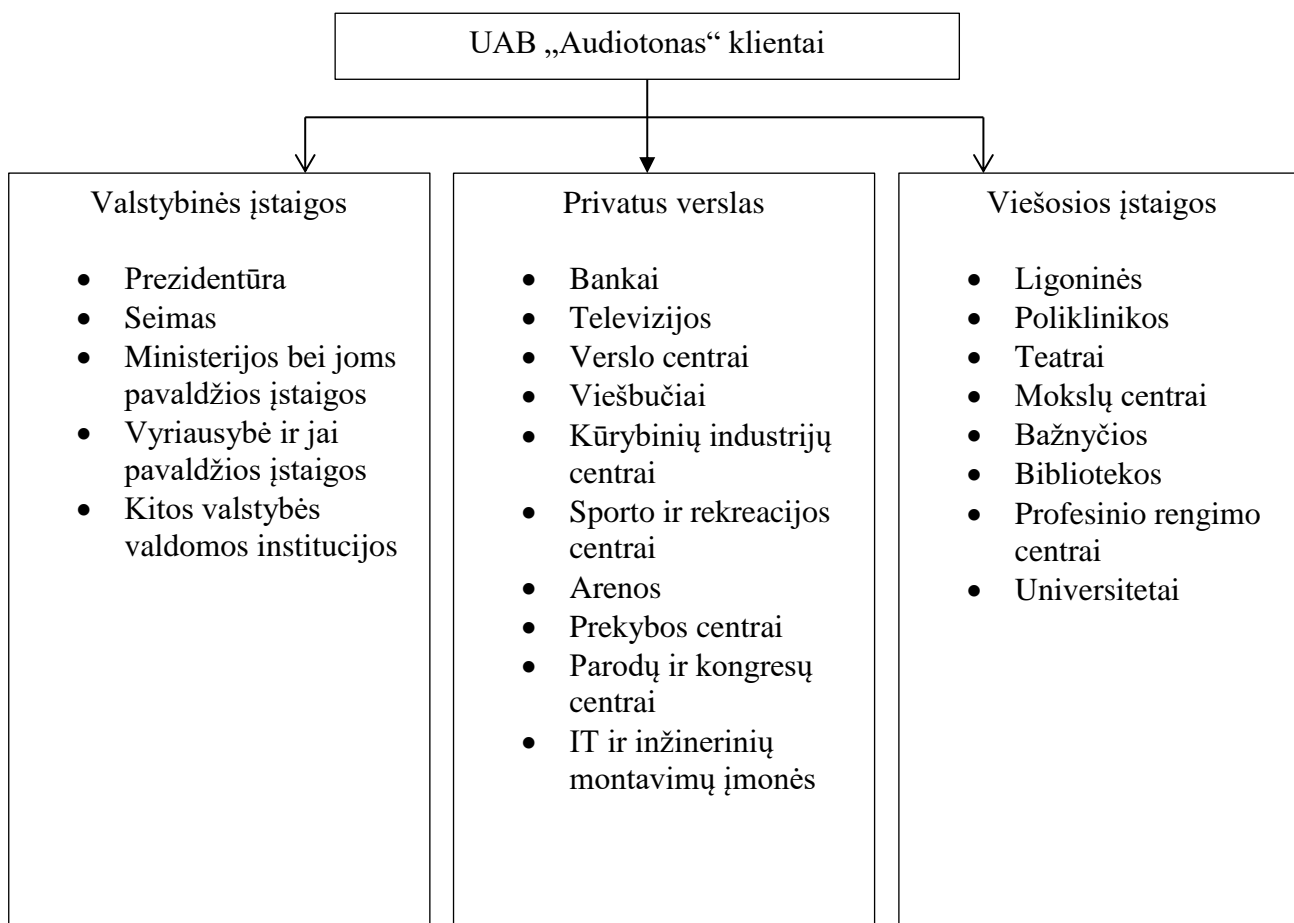 UAB „Audiotonas“ klientai
Valstybinės įstaigos
• Prezidentūra
• Seimas
• Ministerijos bei joms
pavaldžios įstaigos
• Vyriausybė ir jai
pavaldžios įstaigos
• Kitos valstybės
valdomos institucijos
Privatus verslas
• Bankai
• Televizijos
• Verslo centrai
• Viešbučiai
• Kūrybinių industrijų
centrai
• Sporto ir rekreacijos
centrai
• Arenos
• Prekybos centrai
• Parodų ir kongresų
centrai
• IT ir inžinerinių
montavimų įmonės
Viešosios įstaigos
• Ligoninės
• Poliklinikos
• Teatrai
• Mokslų centrai
• Bažnyčios
• Bibliotekos
• Profesinio rengimo
centrai
• Universitetai